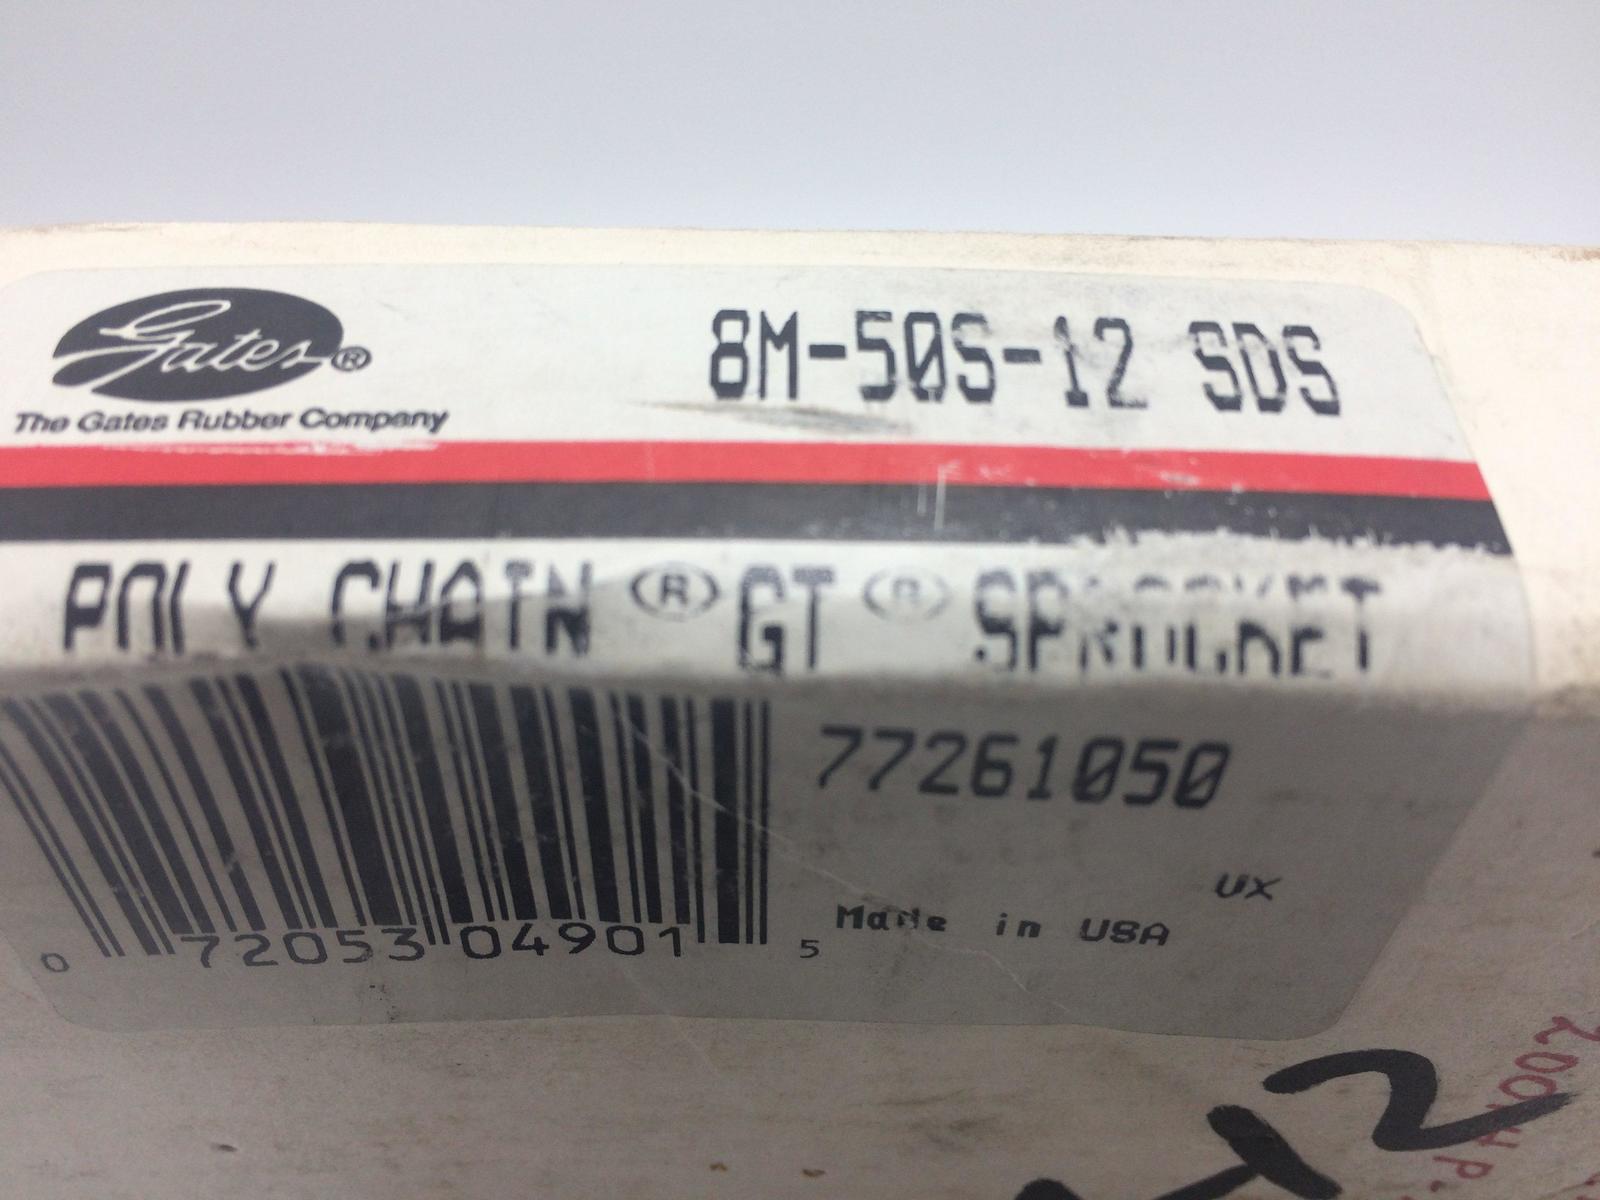 Gates®
8M-50S-12 SDS
The Gates Rubber Company
POLY CHAIN ® GT ® SPROCKET
77261050
UX
Made in USA
0 72053 04901 5